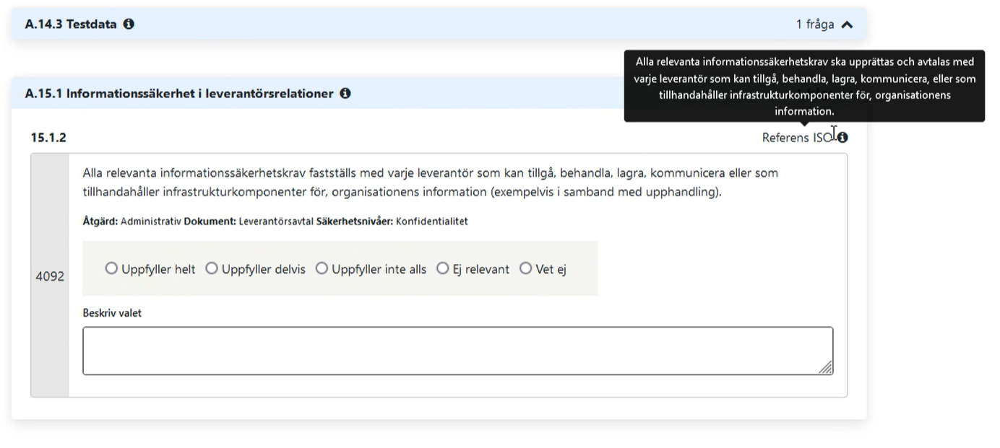 A.14.3 Testdata
1 fråga
Alla relevanta informationssäkerhetskrav ska upprättas och avtalas med
varje leverantör som kan tillgå, behandla, lagra, kommunicera, eller som
tillhandahåller infrastrukturkomponenter för, organisationens
information.
A.15.1 Informationssäkerhet i leverantörsrelationer
15.1.2
Referens ISO
Alla relevanta informationssäkerhetskrav fastställs med varje leverantör som kan tillgå, behandla, lagra, kommunicera eller som
tillhandahåller infrastrukturkomponenter för, organisationens information (exempelvis i samband med upphandling).
Åtgärd: Administrativ Dokument: Leverantörsavtal Säkerhetsnivåer: Konfidentialitet
4092
Uppfyller helt Uppfyller delvis Uppfyller inte alls Ej relevant Vet ej
Beskriv valet